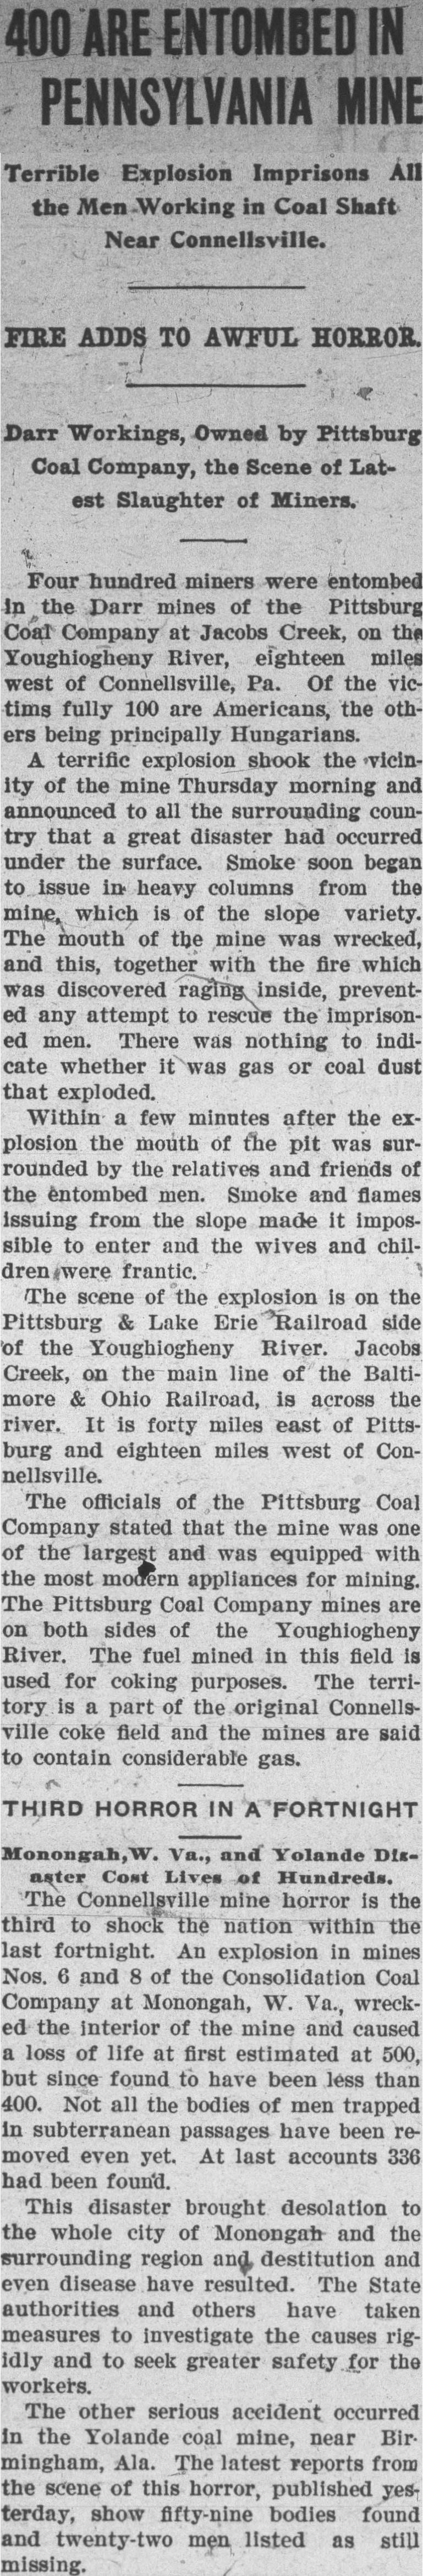 400 ARE ENTOMBED IN
PENNSYLVANIA MINE
Terrible Explosion Imprisons All
the Men Working in Coal Shaft
Near Connellsville.
FIRE ADDS TO AWFUL HORROR.
Darr Workings, Owned by Pittsburg
Coal Company, the Scene of Lat-
est Slaughter of Miners.
Four hundred miners were entombed
in the Darr mines of the Pittsburg
Coal Company at Jacobs Creek, on the
Youghiogheny River, eighteen miles
west of Connellsville, Pa. Of the vic-
tims fully 100 are Americans, the oth-
ers being principally Hungarians.
A terrific explosion shook the vicin-
ity of the mine Thursday morning and
announced to all the surrounding coun-
try that a great disaster had occurred
under the surface. Smoke soon began
to issue in heavy columns from the
mine, which is of the slope variety.
The mouth of the mine was wrecked,
and this, together with the fire which
was discovered raging inside, prevent-
ed any attempt to rescue the imprison-
ed men. There was nothing to indi-
cate whether it was gas or coal dust
that exploded.
Within a few minutes after the ex-
plosion the mouth of the pit was sur-
rounded by the relatives and friends of
the entombed men. Smoke and flames
issuing from the slope made it impos-
sible to enter and the wives and chil-
dren were frantic.
The scene of the explosion is on the
Pittsburg & Lake Erie Railroad side
of the Youghiogheny River. Jacobs
Creek, on the main line of the Balti-
more & Ohio Railroad, is across the
river. It is forty miles east of Pitts-
burg and eighteen miles west of Con-
nellsville.
The officials of the Pittsburg Coal
Company stated that the mine was one
of the largest and was equipped with
the most modern appliances for mining.
The Pittsburg Coal Company mines are
on both sides of the Youghiogheny
River. The fuel mined in this field is
used for coking purposes. The terri-
tory is a part of the original Connells-
ville coke field and the mines are said
to contain considerable gas.
THIRD HORROR IN A FORTNIGHT
Monongah, W. Va., and Yolande Dis-
aster Cost Lives of Hundreds.
The Connellsville mine horror is the
third to shock the nation within the
last fortnight. An explosion in mines
Nos. 6 and 8 of the Consolidation Coal
Company at Monongah, W. Va., wreck-
ed the interior of the mine and caused
a loss of life at first estimated at 500,
but since found to have been less than
400. Not all the bodies of men trapped
in subterranean passages have been re-
moved even yet. At last accounts 336
had been found.
This disaster brought desolation to
the whole city of Monongah and the
surrounding region and destitution and
even disease have resulted. The State
authorities and others have taken
measures to investigate the causes rig-
idly and to seek greater safety for the
workers.
The other serious accident occurred
in the Yolande coal mine, near Bir-
mingham, Ala. The latest reports from
the scene of this horror, published yes-
terday, show fifty-nine bodies found
and twenty-two men listed as still
missing.